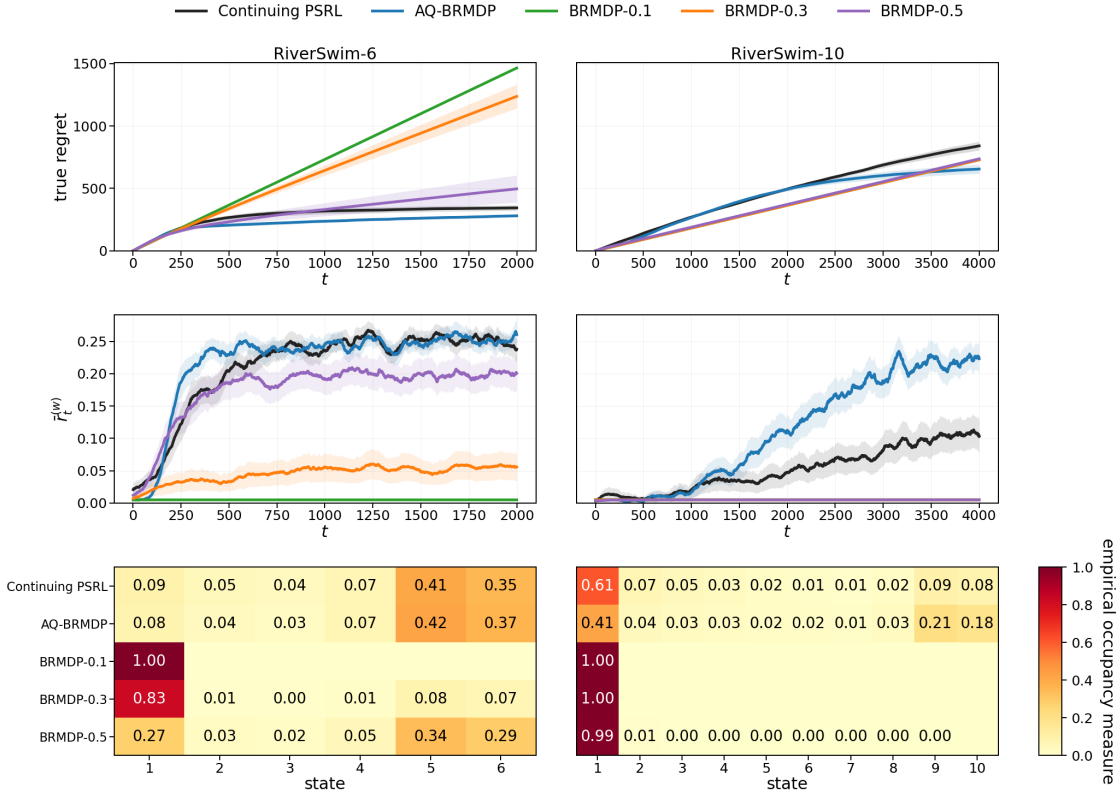 Continuing PSRL AQ-BRMDP BRMDP-0.1 BRMDP-0.3 BRMDP-0.5
RiverSwim-6
1500
1000
500
0
true regret
0 250 500 750 1000 1250 1500 1750 2000
t
RiverSwim-10
0 500 1000 1500 2000 2500 3000 3500 4000
t
0.25
0.20
0.15
0.10
0.05
0.00
r̄ₜ⁽ʷ⁾
0 250 500 750 1000 1250 1500 1750 2000
t
0 500 1000 1500 2000 2500 3000 3500 4000
t
Continuing PSRL 0.09 0.05 0.04 0.07 0.41 0.35
AQ-BRMDP 0.08 0.04 0.03 0.07 0.42 0.37
BRMDP-0.1 1.00
BRMDP-0.3 0.83 0.01 0.00 0.01 0.08 0.07
BRMDP-0.5 0.27 0.03 0.02 0.05 0.34 0.29
1 2 3 4 5 6
state
0.61 0.07 0.05 0.03 0.02 0.01 0.01 0.02 0.09 0.08
0.41 0.04 0.03 0.03 0.02 0.02 0.01 0.03 0.21 0.18
1.00
1.00
0.99 0.01 0.00 0.00 0.00 0.00 0.00 0.00 0.00
1 2 3 4 5 6 7 8 9 10
state
1.0
0.8
0.6
0.4
0.2
0.0
empirical occupancy measure